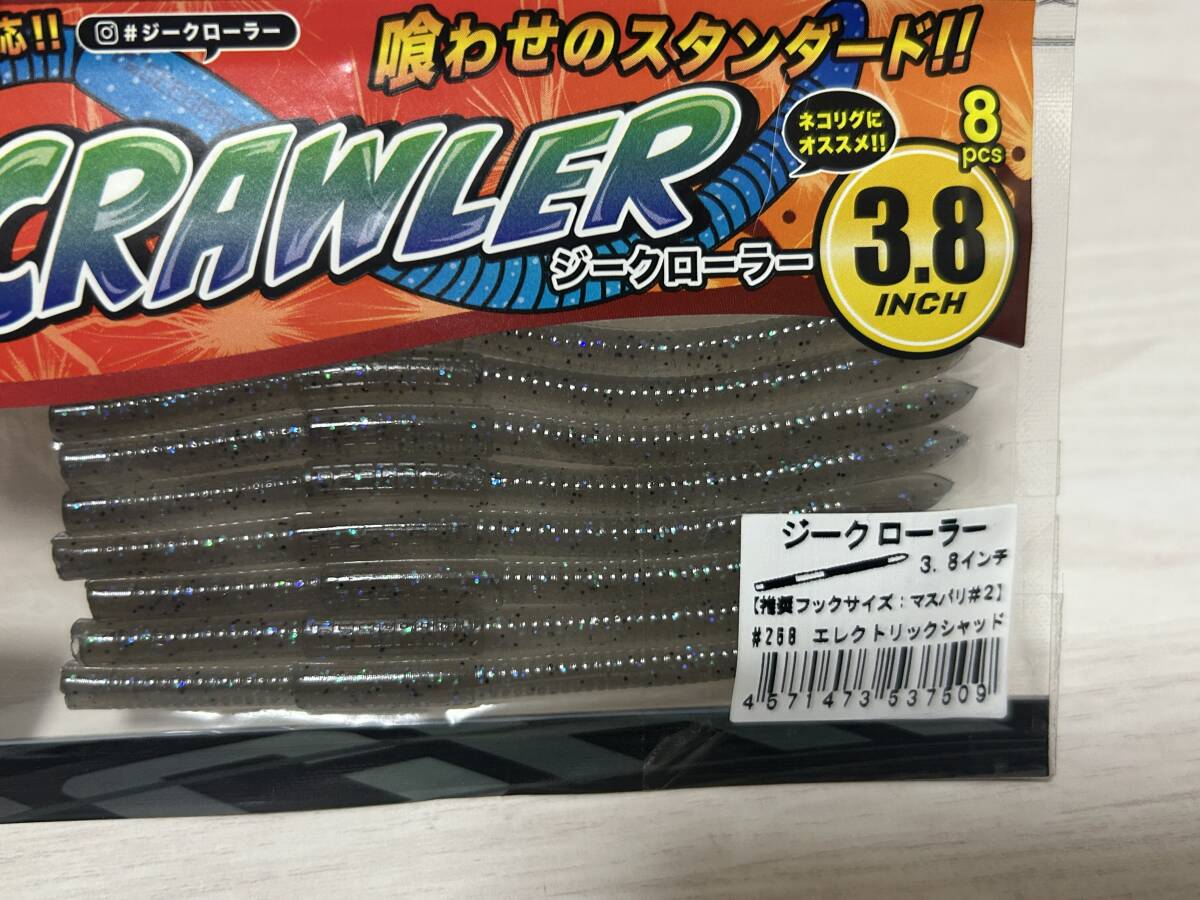 応!!
#ジークローラー
喰わせのスタンダード!!
CRAWLER
ジークローラー
ネコリグに
オススメ!!
8
pcs
3.8
INCH
ジークローラー
3.8インチ
【推奨フックサイズ:マスバリ#2】
#258 エレクトリックシャッド
4571473537509